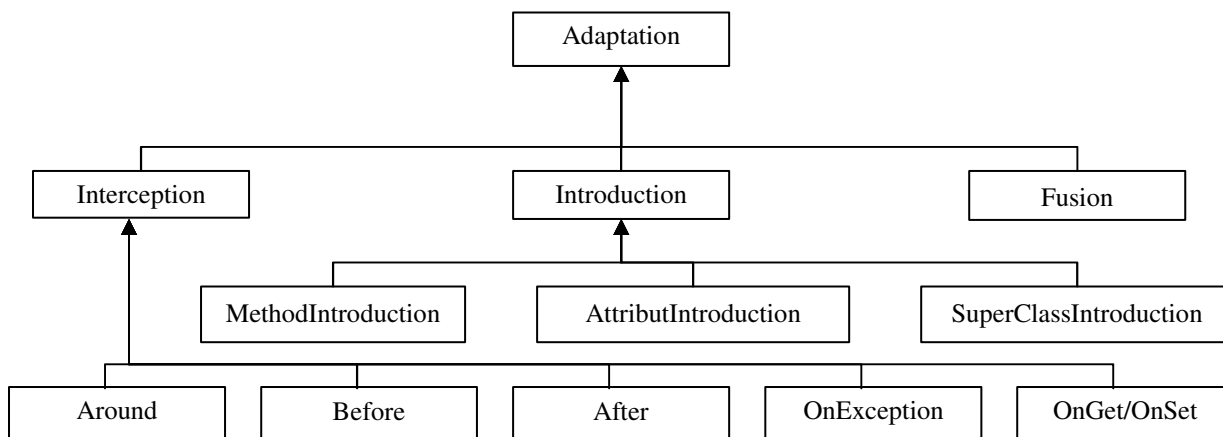 Adaptation
Interception
Introduction
Fusion
MethodIntroduction
AttributIntroduction
SuperClassIntroduction
Around
Before
After
OnException
OnGet/OnSet